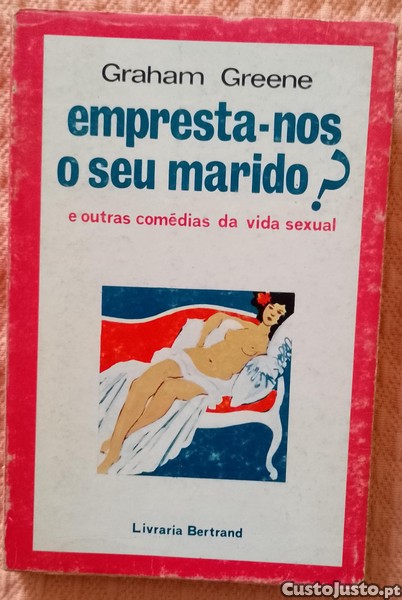 Graham Greene
empresta-nos
o seu marido?
e outras comédias da vida sexual
Livraria Bertrand
CustoJusto.pt